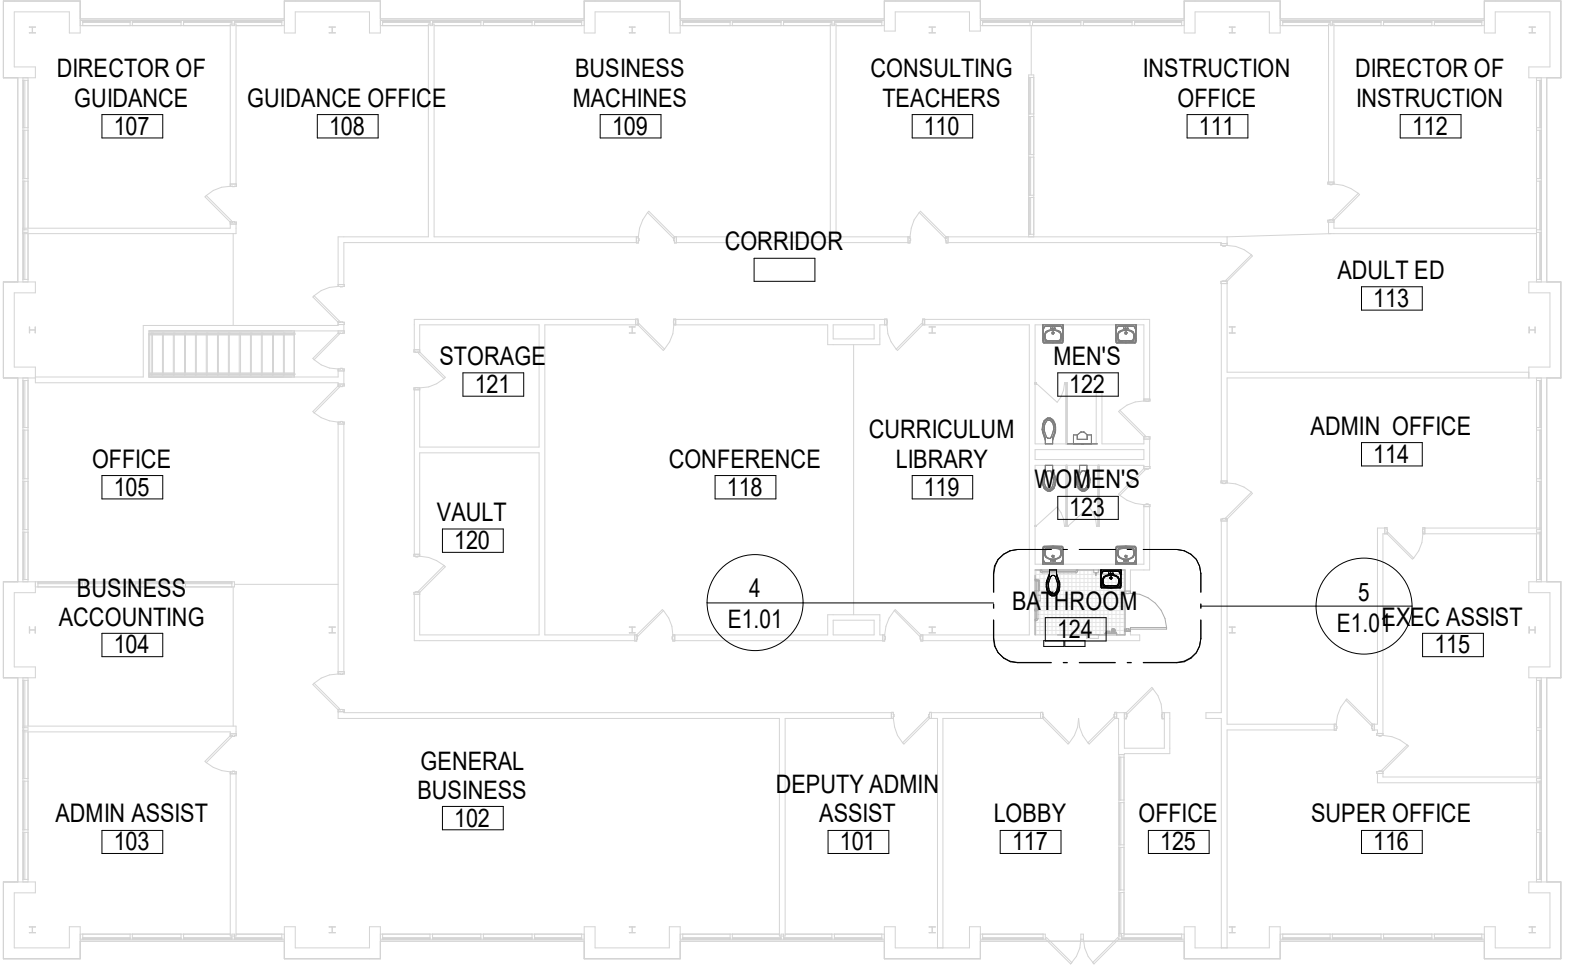 DIRECTOR OF
GUIDANCE
107
GUIDANCE OFFICE
108
BUSINESS
MACHINES
109
CONSULTING
TEACHERS
110
INSTRUCTION
OFFICE
111
DIRECTOR OF
INSTRUCTION
112
CORRIDOR
ADULT ED
113
STORAGE
121
MEN'S
122
OFFICE
105
VAULT
120
CONFERENCE
118
CURRICULUM
LIBRARY
119
WOMEN'S
123
ADMIN OFFICE
114
BUSINESS
ACCOUNTING
104
4
E1.01
BATHROOM
124
5
E1.01
EXEC ASSIST
115
ADMIN ASSIST
103
GENERAL
BUSINESS
102
DEPUTY ADMIN
ASSIST
101
LOBBY
117
OFFICE
125
SUPER OFFICE
116